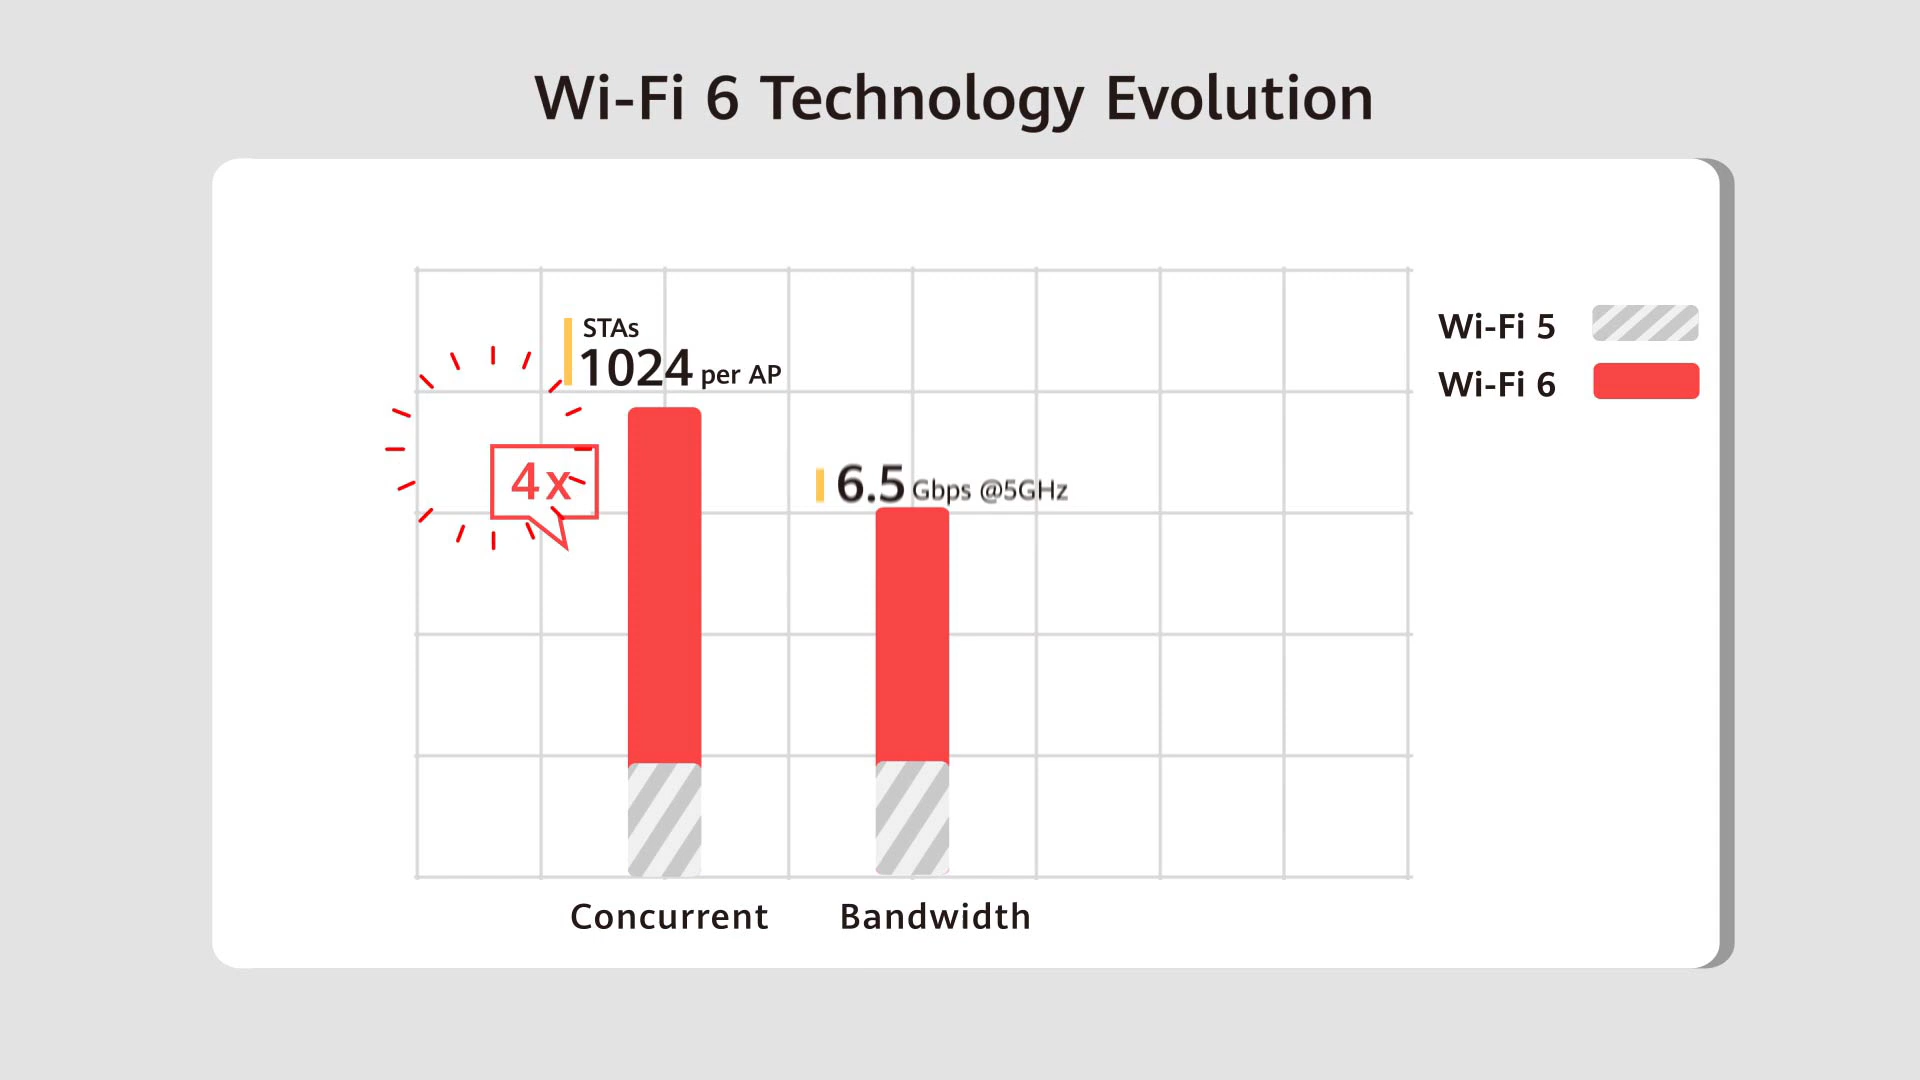 Wi-Fi 6 Technology Evolution
STAs
1024 per AP
4x
6.5 Gbps @5GHz
Wi-Fi 5
Wi-Fi 6
Concurrent
Bandwidth